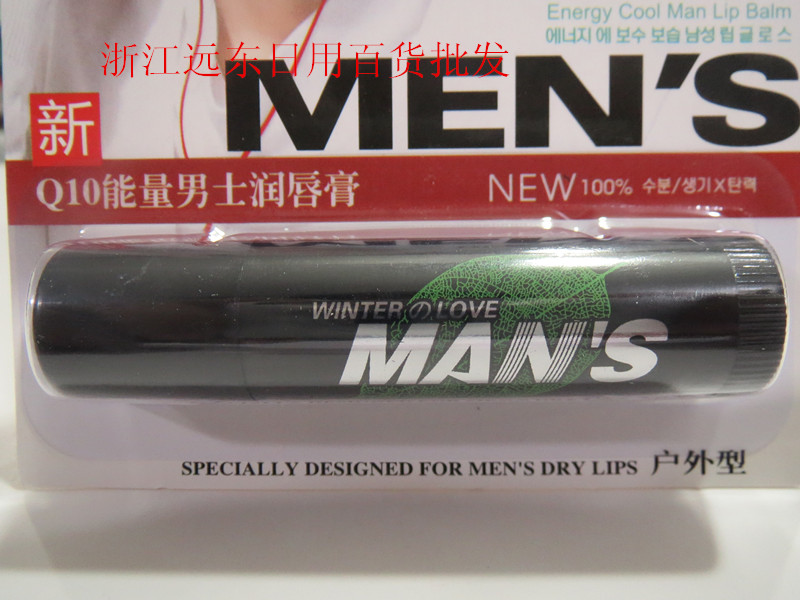 Energy Cool Man Lip Balm
에너지 에 보수 보습 남성 립 글 로 스
浙江远东日用百货批发
MEN'S
新
Q10能量男士润唇膏
NEW 100% 수분/생기X탄력
WINTER の LOVE
MAN'S
SPECIALLY DESIGNED FOR MEN'S DRY LIPS 户外型